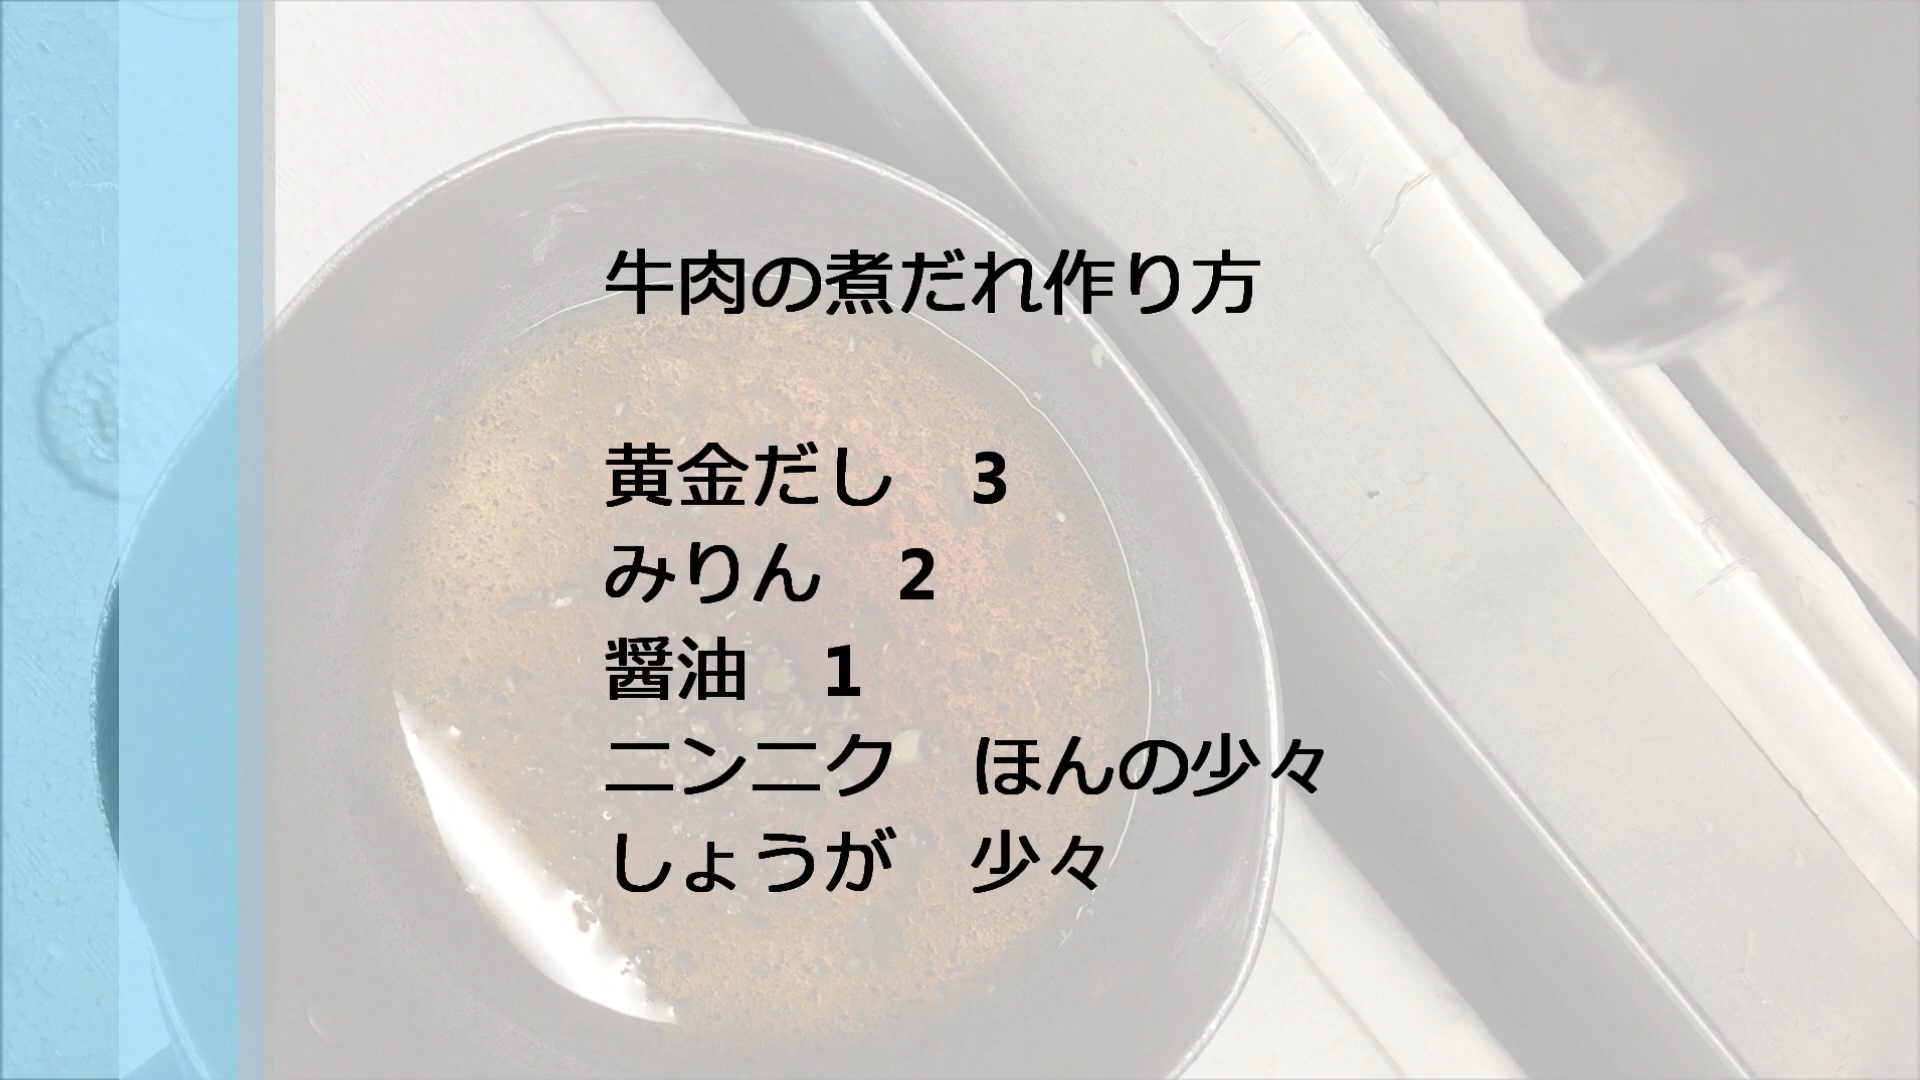 牛肉の煮だれ作り方
黄金だし　3
みりん　2
醤油　1
ニンニク　ほんの少々
しょうが　少々